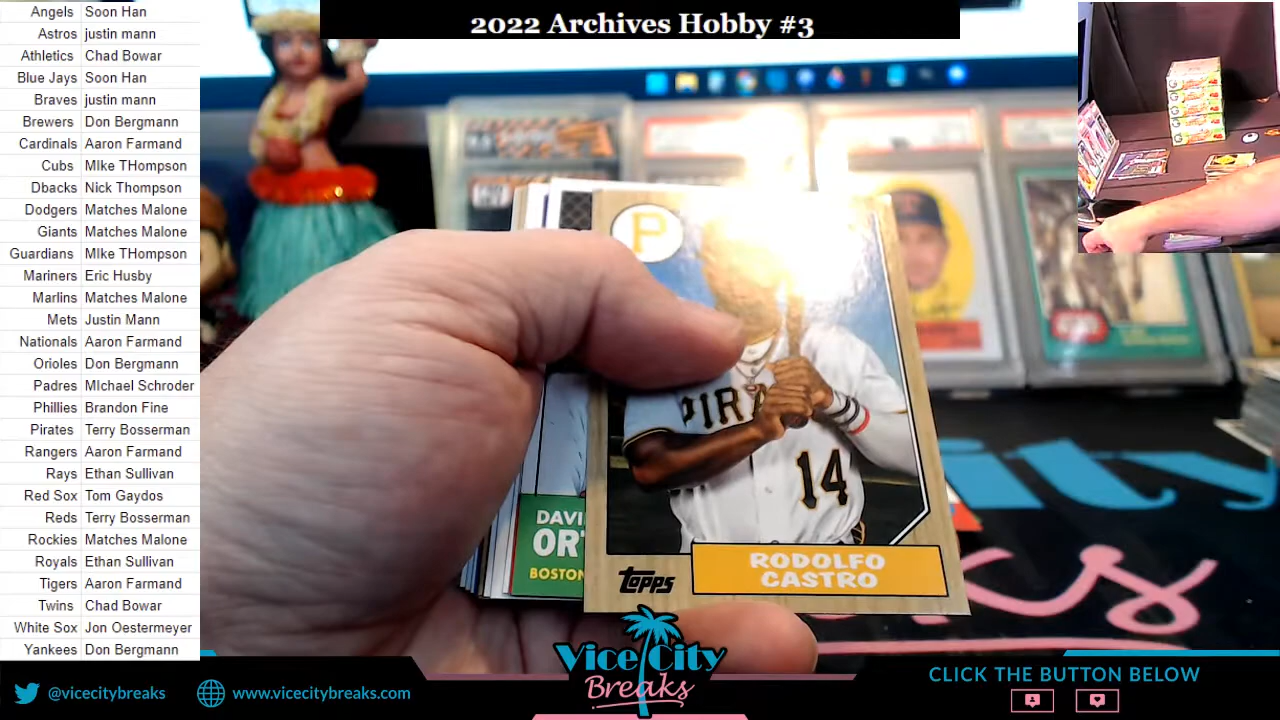 2022 Archives Hobby #3
Angels Soon Han
Astros justin mann
Athletics Chad Bowar
Blue Jays Soon Han
Braves justin mann
Brewers Don Bergmann
Cardinals Aaron Farmand
Cubs MIke THompson
Dbacks Nick Thompson
Dodgers Matches Malone
Giants Matches Malone
Guardians MIke THompson
Mariners Eric Husby
Marlins Matches Malone
Mets Justin Mann
Nationals Aaron Farmand
Orioles Don Bergmann
Padres MIchael Schroder
Phillies Brandon Fine
Pirates Terry Bosserman
Rangers Aaron Farmand
Rays Ethan Sullivan
Red Sox Tom Gaydos
Reds Terry Bosserman
Rockies Matches Malone
Royals Ethan Sullivan
Tigers Aaron Farmand
Twins Chad Bowar
White Sox Jon Oestermeyer
Yankees Don Bergmann
P
PIRA
14
DAVI
OR
BOSTON
topps
RODOLFO
CASTRO
ity
Vice City
Breaks
@vicecitybreaks
www.vicecitybreaks.com
CLICK THE BUTTON BELOW